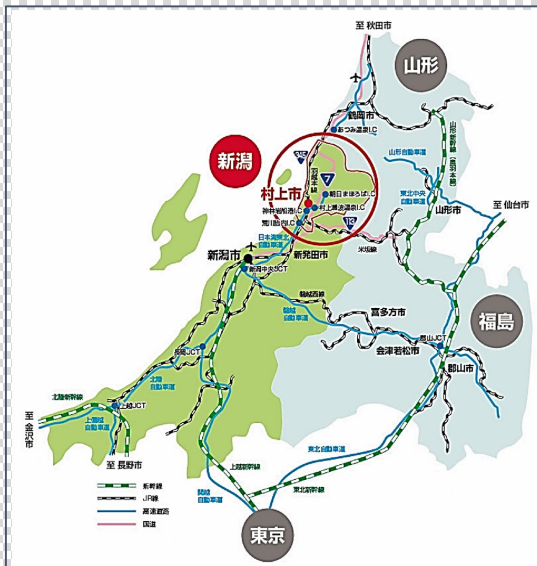 至 秋田市
山形
鶴岡市
あつみ温泉I.C
新潟
羽越本線
345
7
山形新幹線(奥羽本線)
山形自動車道
村上市
朝日まほろばI.C
村上瀬波温泉I.C
神林岩船港I.C
荒川胎内I.C
東北中央
自動車道
山形市
至 仙台市
日本海東北
自動車道
米坂線
新潟市
新発田市
新潟中央JCT
磐越西線
磐越
自動車道
喜多方市
会津若松市
福島
郡山JCT
郡山市
長岡JCT
北陸
自動車道
北陸新幹線
上越JCT
上信越
自動車道
至 金沢市
至 長野市
上越新幹線
関越
自動車道
東北自動車道
東北新幹線
東京
新幹線
JR線
高速道路
国道